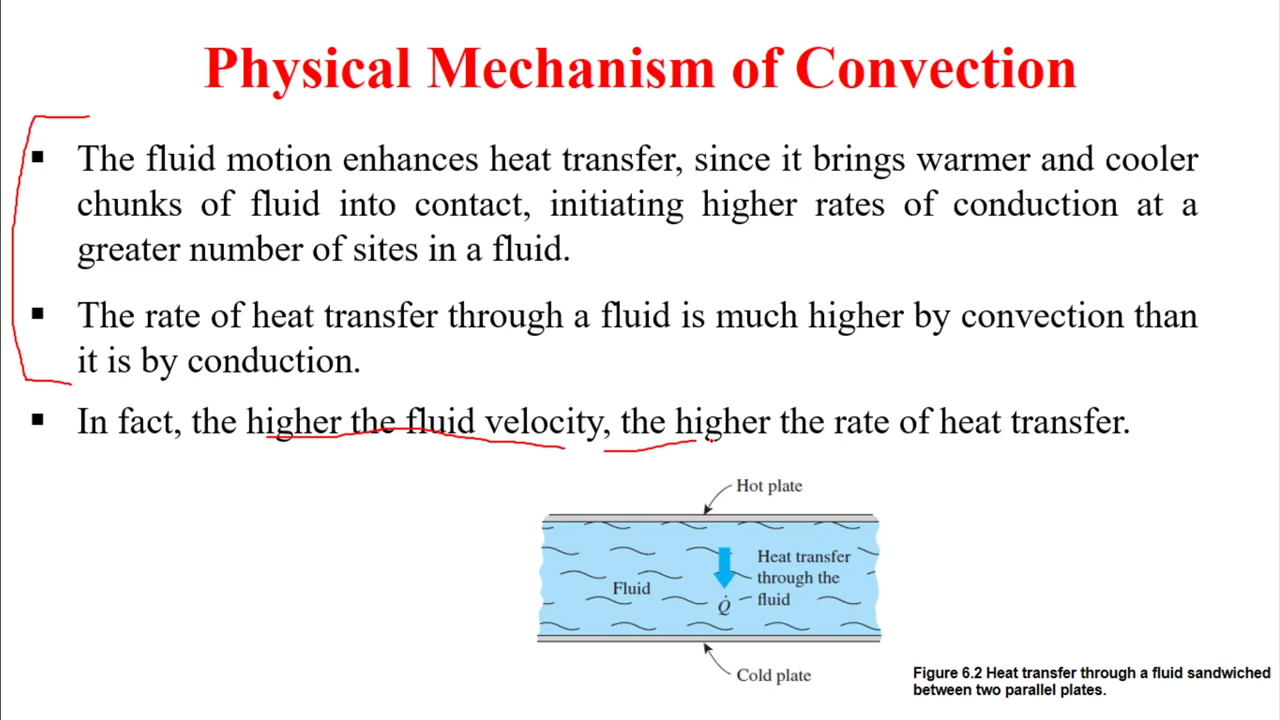 Physical Mechanism of Convection
▪ The fluid motion enhances heat transfer, since it brings warmer and cooler
chunks of fluid into contact, initiating higher rates of conduction at a
greater number of sites in a fluid.
▪ The rate of heat transfer through a fluid is much higher by convection than
it is by conduction.
▪ In fact, the higher the fluid velocity, the higher the rate of heat transfer.
Hot plate
Heat transfer
through the
fluid
Fluid
Q̇
Cold plate
Figure 6.2 Heat transfer through a fluid sandwiched
between two parallel plates.